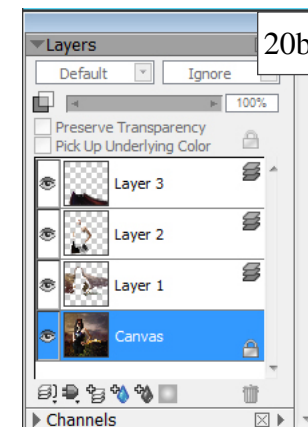 Layers
20b
Default
Ignore
100%
Preserve Transparency
Pick Up Underlying Color
Layer 3
Layer 2
Layer 1
Canvas
Channels